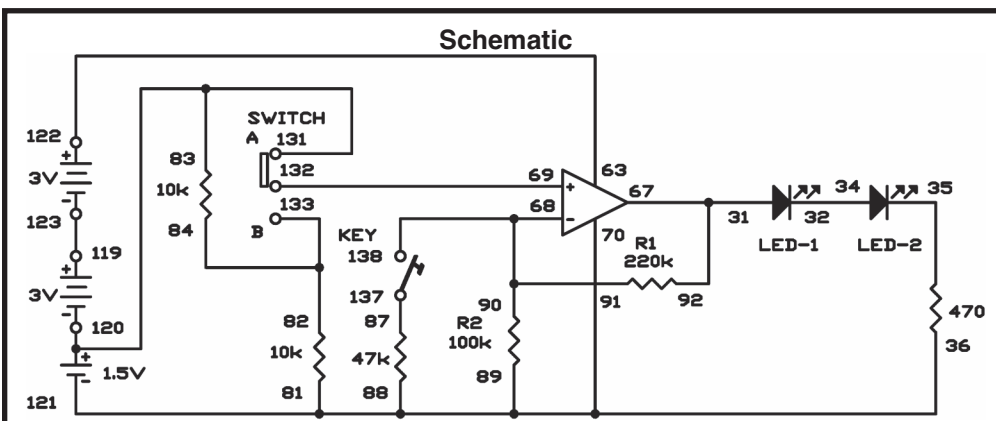 Schematic
SWITCH
A 131
122
+
3V
-
83
10k
84
132
133
B
69
+
63
67
68
-
70
34
35
31
32
LED-1
LED-2
123
119
+
3V
-
120
KEY
138
137
R1
220k
91
92
90
R2
100k
89
470
36
82
10k
81
87
47k
88
+
1.5V
-
121